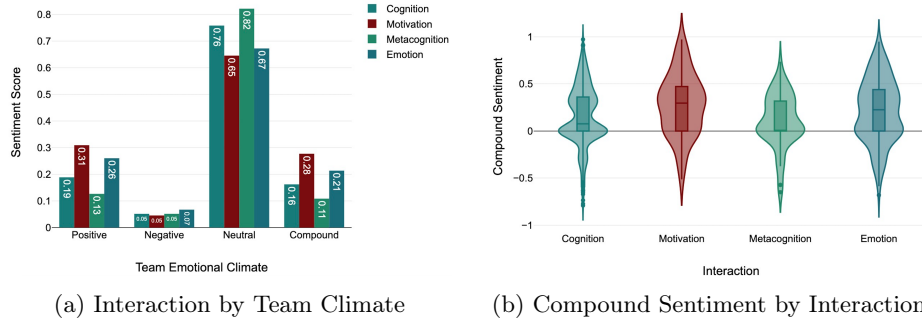 Cognition
Motivation
Metacognition
Emotion
Sentiment Score
0.8
0.7
0.6
0.5
0.4
0.3
0.2
0.1
0
0.19
0.31
0.13
0.26
0.05
0.05
0.05
0.07
0.76
0.65
0.82
0.67
0.16
0.28
0.11
0.21
Positive
Negative
Neutral
Compound
Team Emotional Climate
(a) Interaction by Team Climate
Compound Sentiment
1
0.5
0
−0.5
−1
Cognition
Motivation
Metacognition
Emotion
Interaction
(b) Compound Sentiment by Interaction